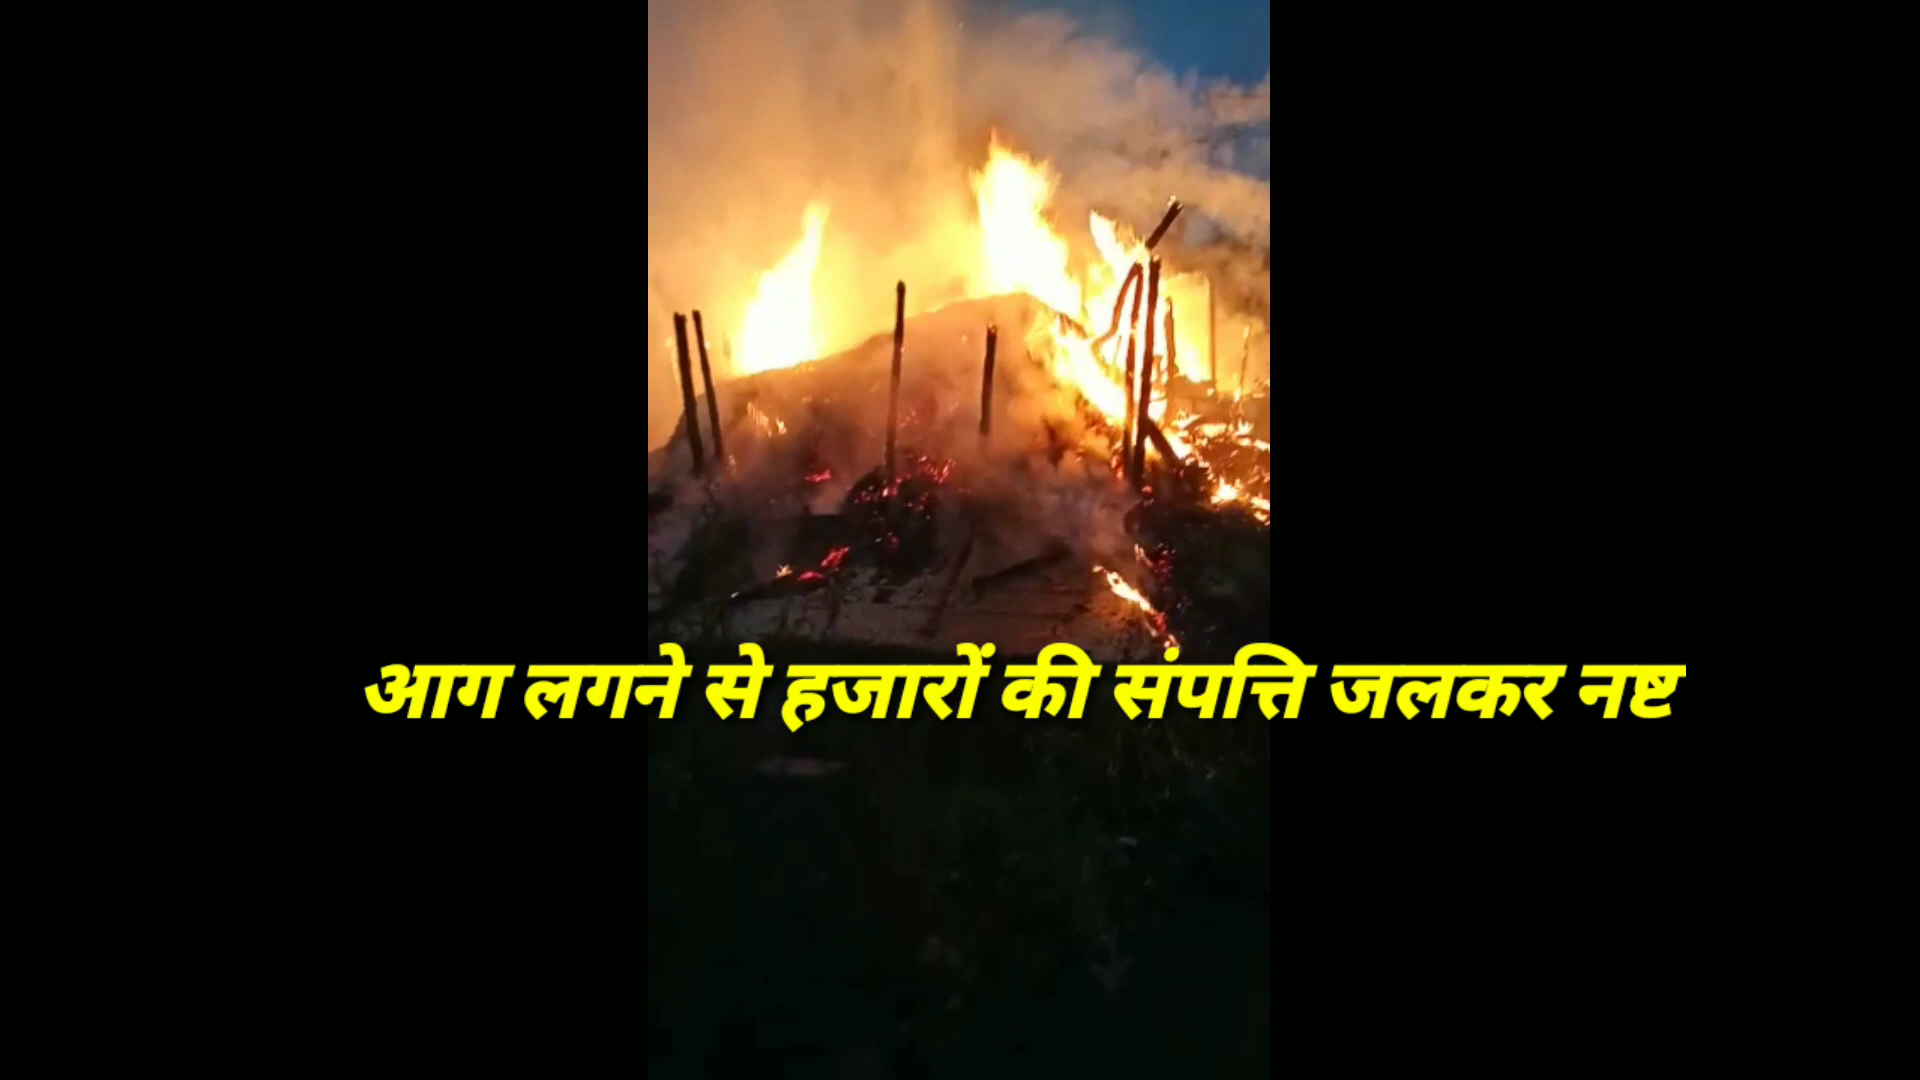 आग लगने से हजारों की संपत्ति जलकर नष्ट